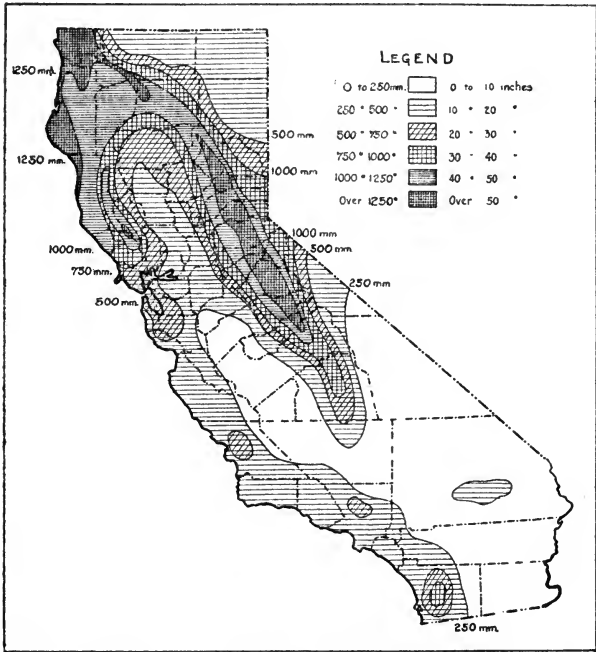 LEGEND
0 to 250mm. 0 to 10 inches
250 " 500 " 10 " 20 "
500 " 750 " 20 " 30 "
750 " 1000 " 30 - 40 "
1000 " 1250 " 40 " 50 "
Over 1250 " Over 50 "
1250 mm.
1250 mm.
500 mm
1000 mm
1000 mm
500 mm.
1000 mm.
750 mm.
250 mm
500 mm.
250 mm.